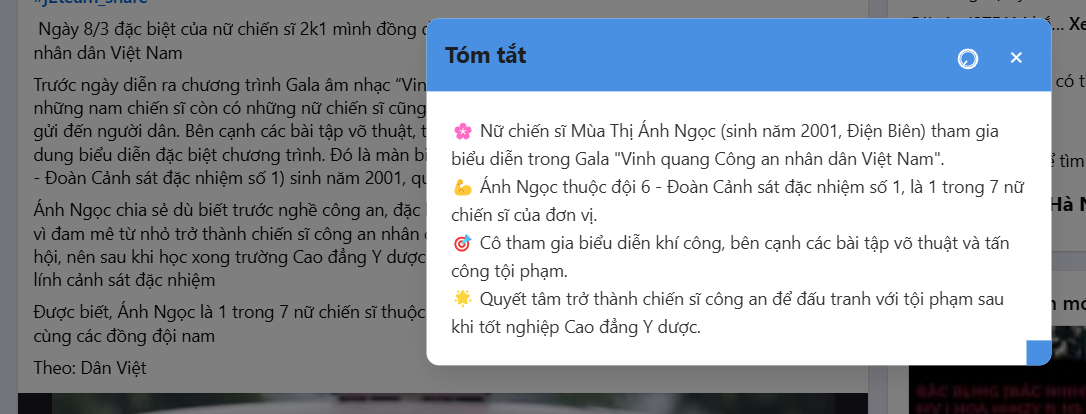 #J2team_share
Ngày 8/3 đặc biệt của nữ chiến sĩ 2k1 mình đồng
nhân dân Việt Nam
Trước ngày diễn ra chương trình Gala âm nhạc “Vin
những nam chiến sĩ còn có những nữ chiến sĩ cũng
gửi đến người dân. Bên cạnh các bài tập võ thuật, t
dung biểu diễn đặc biệt chương trình. Đó là màn bi
- Đoàn Cảnh sát đặc nhiệm số 1) sinh năm 2001, qu
Ánh Ngọc chia sẻ dù biết trước nghề công an, đặc
vì đam mê từ nhỏ trở thành chiến sĩ công an nhân
hội, nên sau khi học xong trường Cao đẳng Y dược
lính cảnh sát đặc nhiệm
Được biết, Ánh Ngọc là 1 trong 7 nữ chiến sĩ thuộc
cùng các đồng đội nam
Theo: Dân Việt
Tóm tắt
🌸 Nữ chiến sĩ Mùa Thị Ánh Ngọc (sinh năm 2001, Điện Biên) tham gia
biểu diễn trong Gala "Vinh quang Công an nhân dân Việt Nam".
💪 Ánh Ngọc thuộc đội 6 - Đoàn Cảnh sát đặc nhiệm số 1, là 1 trong 7 nữ
chiến sĩ của đơn vị.
🎯 Cô tham gia biểu diễn khí công, bên cạnh các bài tập võ thuật và tấn
công tội phạm.
🌟 Quyết tâm trở thành chiến sĩ công an để đấu tranh với tội phạm sau
khi tốt nghiệp Cao đẳng Y dược.
... Xe
có t
tìm
Hà N
mó